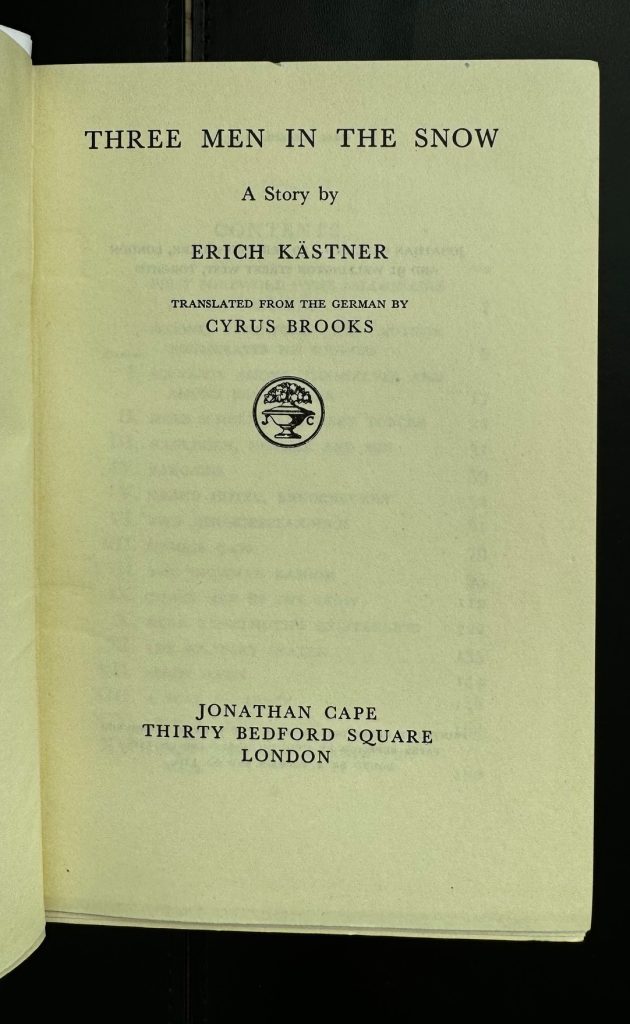 THREE MEN IN THE SNOW
A Story by
ERICH KÄSTNER
TRANSLATED FROM THE GERMAN BY
CYRUS BROOKS
J C
JONATHAN CAPE
THIRTY BEDFORD SQUARE
LONDON